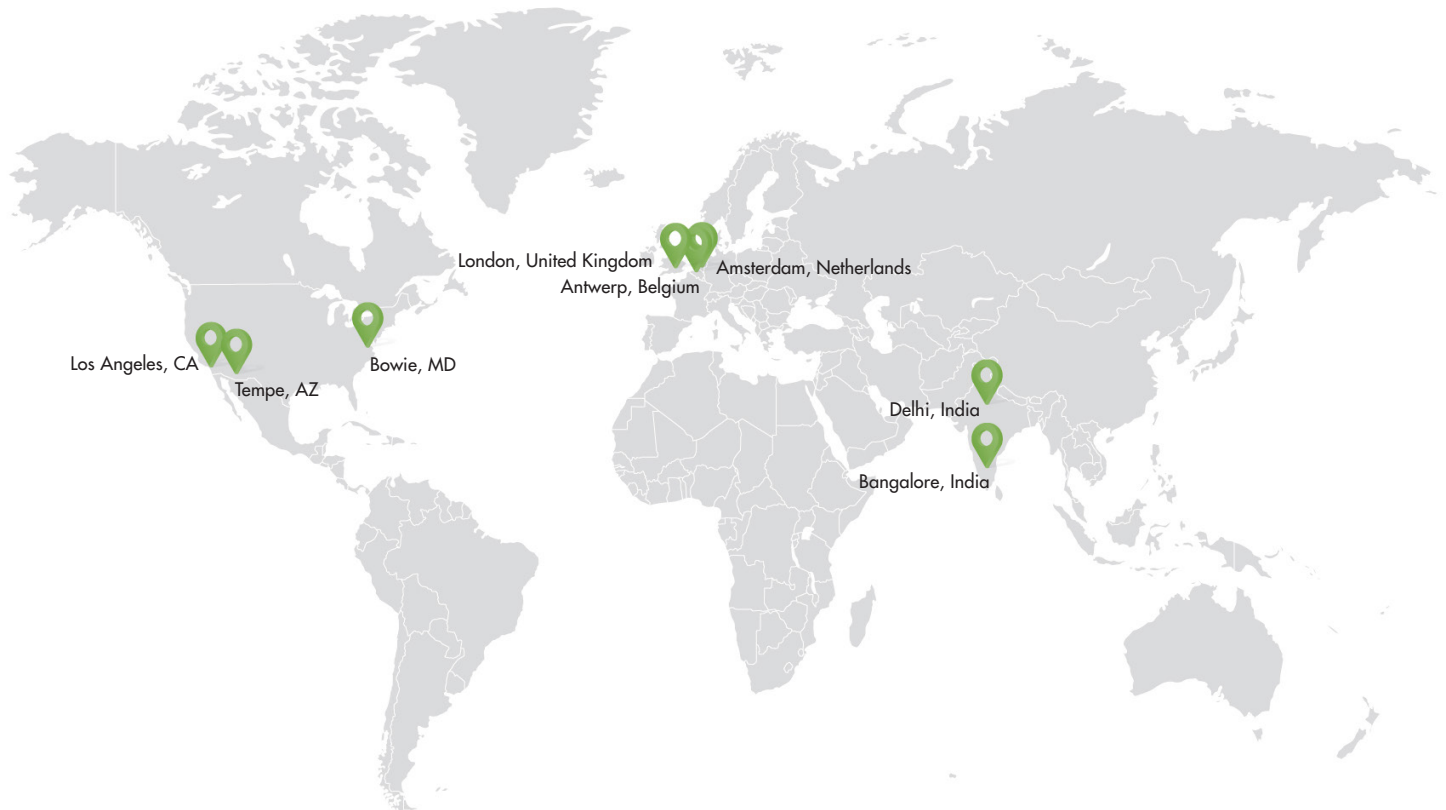 London, United Kingdom
Amsterdam, Netherlands
Antwerp, Belgium
Los Angeles, CA
Bowie, MD
Tempe, AZ
Delhi, India
Bangalore, India